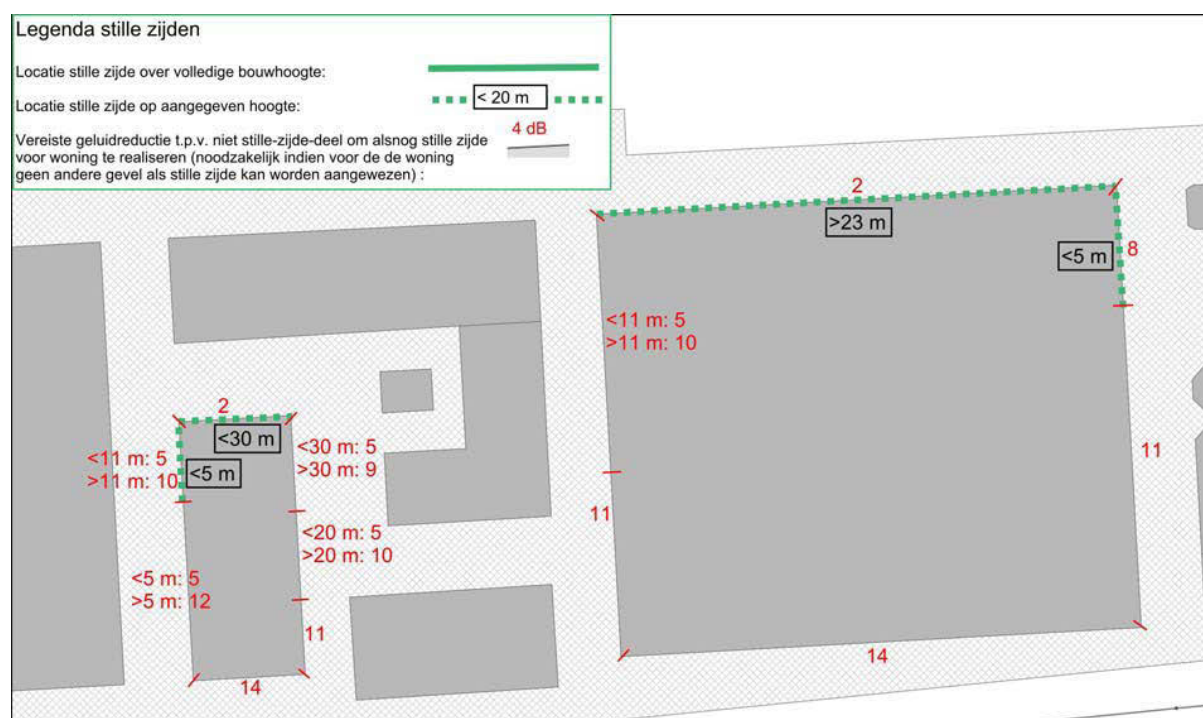 Legenda stille zijden
Locatie stille zijde over volledige bouwhoogte:
Locatie stille zijde op aangegeven hoogte:
< 20 m
Vereiste geluidreductie t.p.v. niet stille-zijde-deel om alsnog stille zijde
voor woning te realiseren (noodzakelijk indien voor de de woning
geen andere gevel als stille zijde kan worden aangewezen) :
4 dB
2
>23 m
<5 m
8
<11 m: 5
>11 m: 10
2
<30 m
<11 m: 5
>11 m: 10
<5 m
<30 m: 5
>30 m: 9
11
11
<20 m: 5
>20 m: 10
<5 m: 5
>5 m: 12
11
14
14